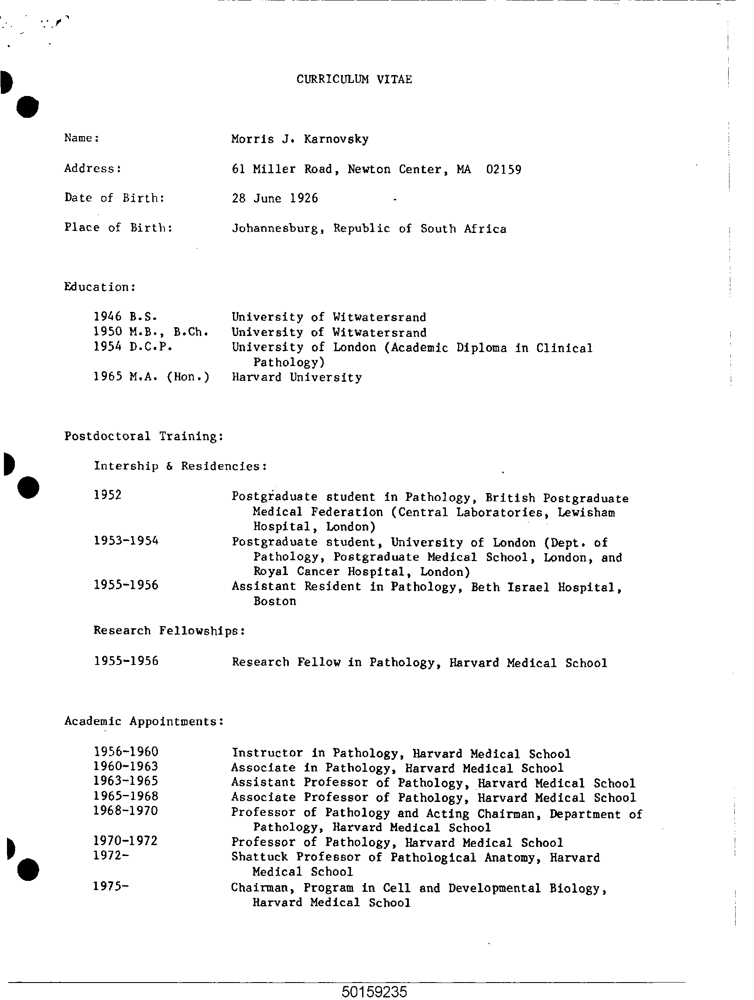 CURRICULUM VITAE
Name: Morris J. Karnovsky
Address: 61 Miller Road, Newton Center, MA 02159
Date of Birth: 28 June 1926
Place of Birth: Johannesburg, Republic of South Africa
Education:
1946 B.S. University of Witwatersrand
1950 M.B., B.Ch. University of Witwatersrand
1954 D.C.P. University of London (Academic Diploma in Clinical
Pathology)
1965 M.A. (Hon.) Harvard University
Postdoctoral Training:
Intership & Residencies:
1952 Postgraduate student in Pathology, British Postgraduate
Medical Federation (Central Laboratories, Lewisham
Hospital, London)
1953-1954 Postgraduate student, University of London (Dept. of
Pathology, Postgraduate Medical School, London, and
Royal Cancer Hospital, London)
1955-1956 Assistant Resident in Pathology, Beth Israel Hospital,
Boston
Research Fellowships:
1955-1956 Research Fellow in Pathology, Harvard Medical School
Academic Appointments:
1956-1960 Instructor in Pathology, Harvard Medical School
1960-1963 Associate in Pathology, Harvard Medical School
1963-1965 Assistant Professor of Pathology, Harvard Medical School
1965-1968 Associate Professor of Pathology, Harvard Medical School
1968-1970 Professor of Pathology and Acting Chairman, Department of
Pathology, Harvard Medical School
1970-1972 Professor of Pathology, Harvard Medical School
1972- Shattuck Professor of Pathological Anatomy, Harvard
Medical School
1975- Chairman, Program in Cell and Developmental Biology,
Harvard Medical School
50159235